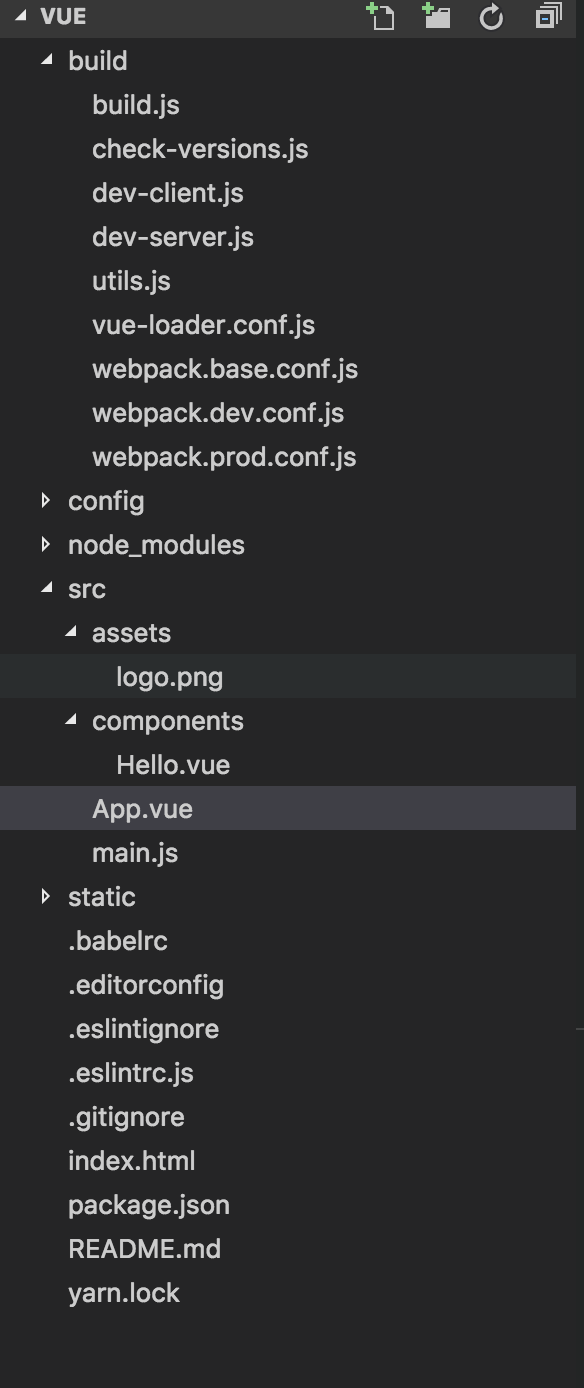 VUE
build
build.js
check-versions.js
dev-client.js
dev-server.js
utils.js
vue-loader.conf.js
webpack.base.conf.js
webpack.dev.conf.js
webpack.prod.conf.js
config
node_modules
src
assets
logo.png
components
Hello.vue
App.vue
main.js
static
.babelrc
.editorconfig
.eslintignore
.eslintrc.js
.gitignore
index.html
package.json
README.md
yarn.lock